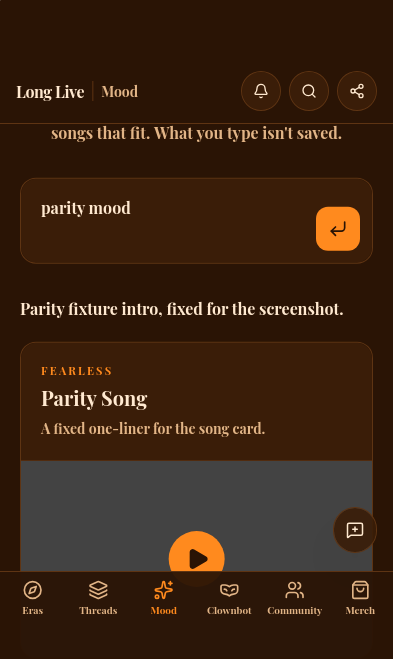 Long Live
Mood
songs that fit. What you type isn't saved.
parity mood
Parity fixture intro, fixed for the screenshot.
FEARLESS
Parity Song
A fixed one-liner for the song card.
Eras
Threads
Mood
Clownbot
Community
Merch